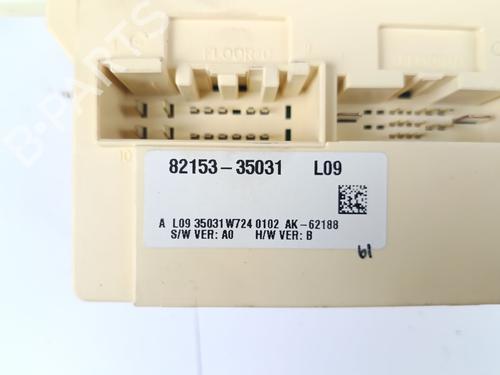 B-PARTS
82153-35031 L09
A L09 35031W724 0102 AK-62188
S/W VER: A0 H/W VER: B
61
10